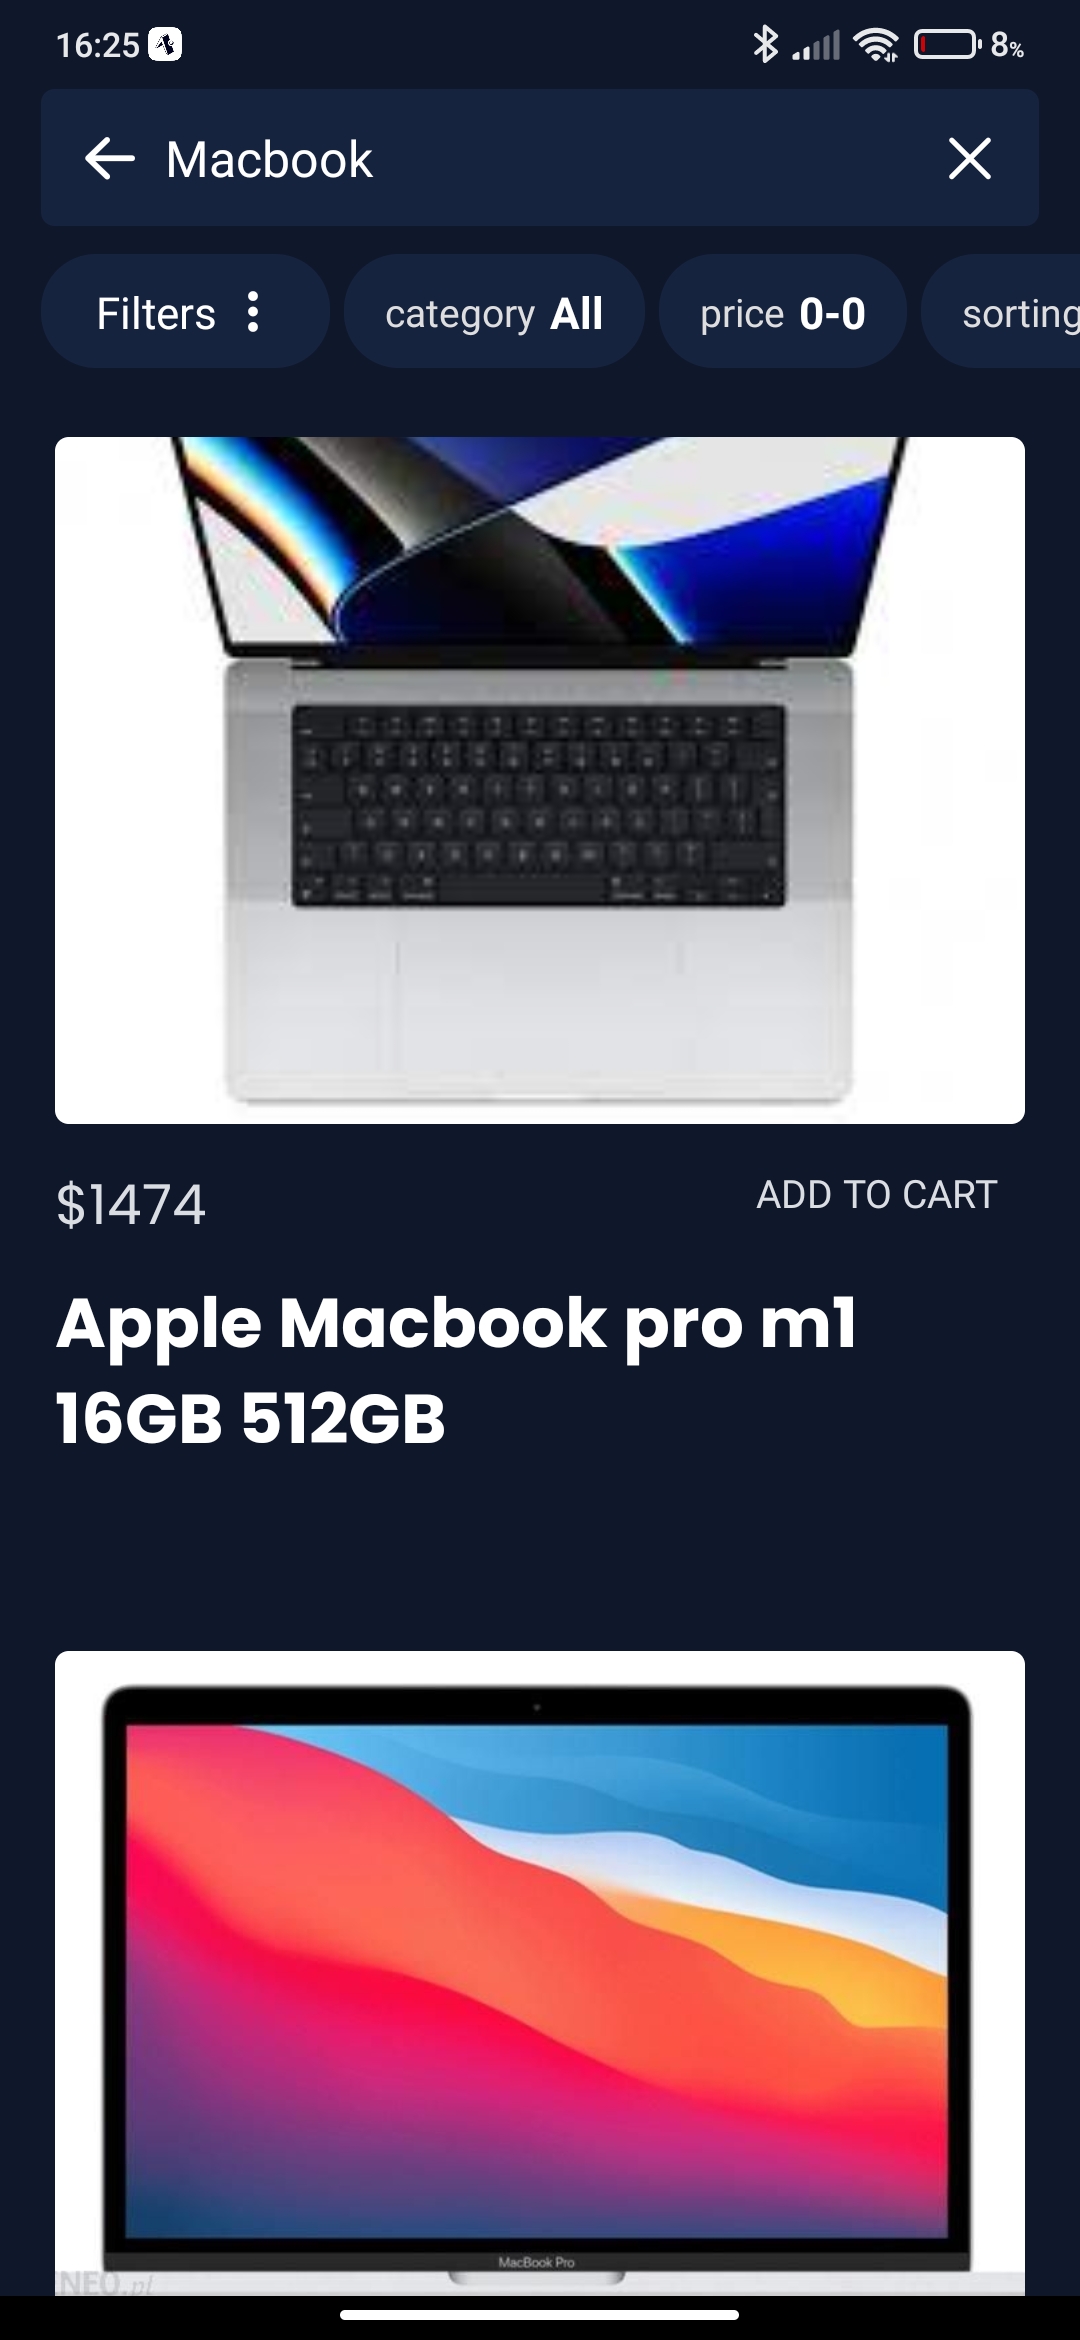 16:25 8%
Macbook
Filters category All price 0-0 sorting
$1474 ADD TO CART
Apple Macbook pro m1
16GB 512GB
MacBook Pro
NEO.pl